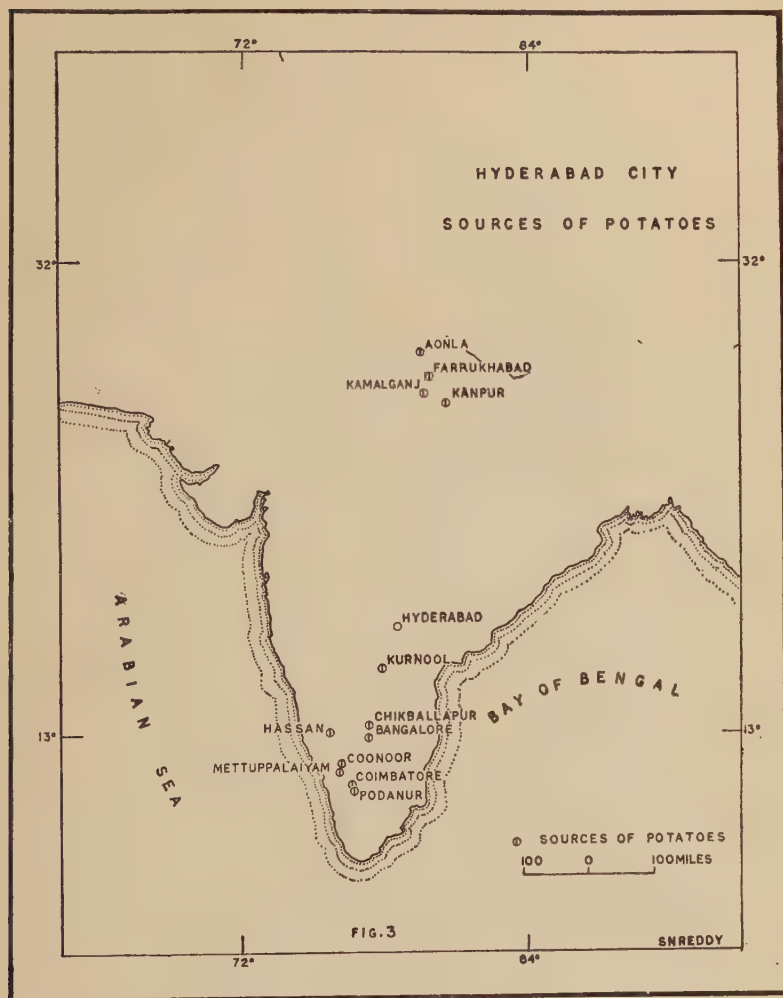 72° 84°
HYDERABAD CITY
SOURCES OF POTATOES
32° 32°
AONLA
FARRUKHABAD
KAMALGANJ
KANPUR
HYDERABAD
KURNOOL
ARABIAN SEA
BAY OF BENGAL
CHIKBALLAPUR
HASSAN
BANGALORE
13° 13°
COONOOR
METTUPPALAIYAM
COIMBATORE
PODANUR
SOURCES OF POTATOES
100 0 100 MILES
FIG.3
SNREDDY
72° 84°